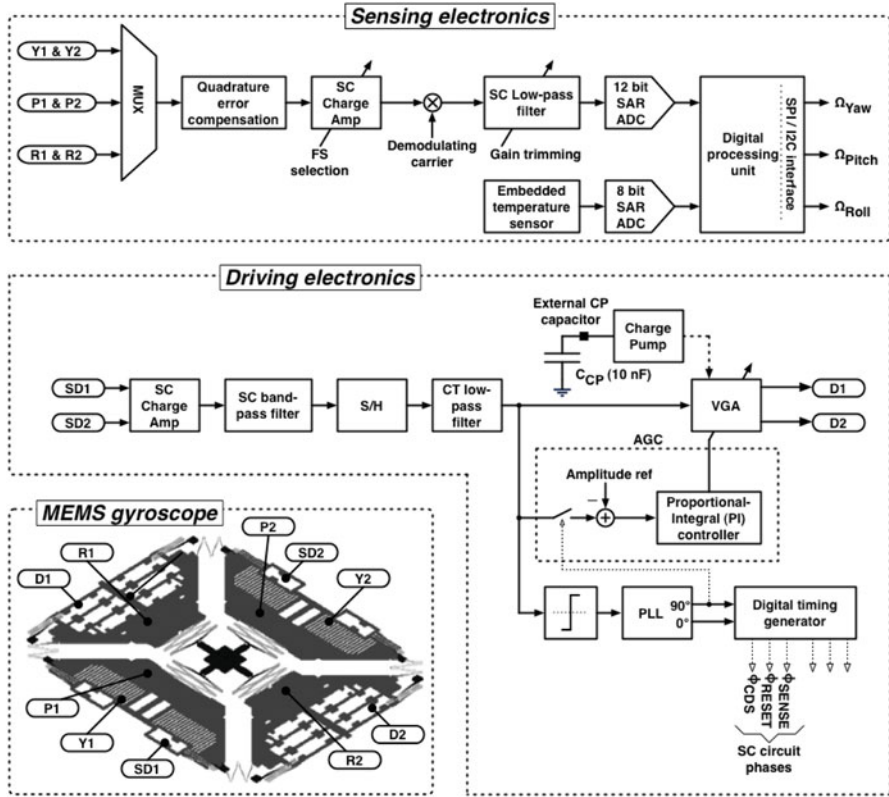 Sensing electronics
Y1 & Y2
P1 & P2
R1 & R2
MUX
Quadrature
error
compensation
SC
Charge
Amp
FS
selection
Demodulating
carrier
SC Low-pass
filter
Gain trimming
12 bit
SAR
ADC
Embedded
temperature
sensor
8 bit
SAR
ADC
Digital
processing
unit
SPI / I2C interface
ΩYaw
ΩPitch
ΩRoll
Driving electronics
External CP
capacitor
Charge
Pump
CCP (10 nF)
SD1
SD2
SC
Charge
Amp
SC band-
pass filter
S/H
CT low-
pass
filter
VGA
D1
D2
AGC
Amplitude ref
−
+
Proportional-
Integral (PI)
controller
PLL
90°
0°
Digital timing
generator
ΦCDS
ΦRESET
ΦSENSE
SC circuit
phases
MEMS gyroscope
P2
R1
SD2
D1
Y2
P1
Y1
D2
SD1
R2